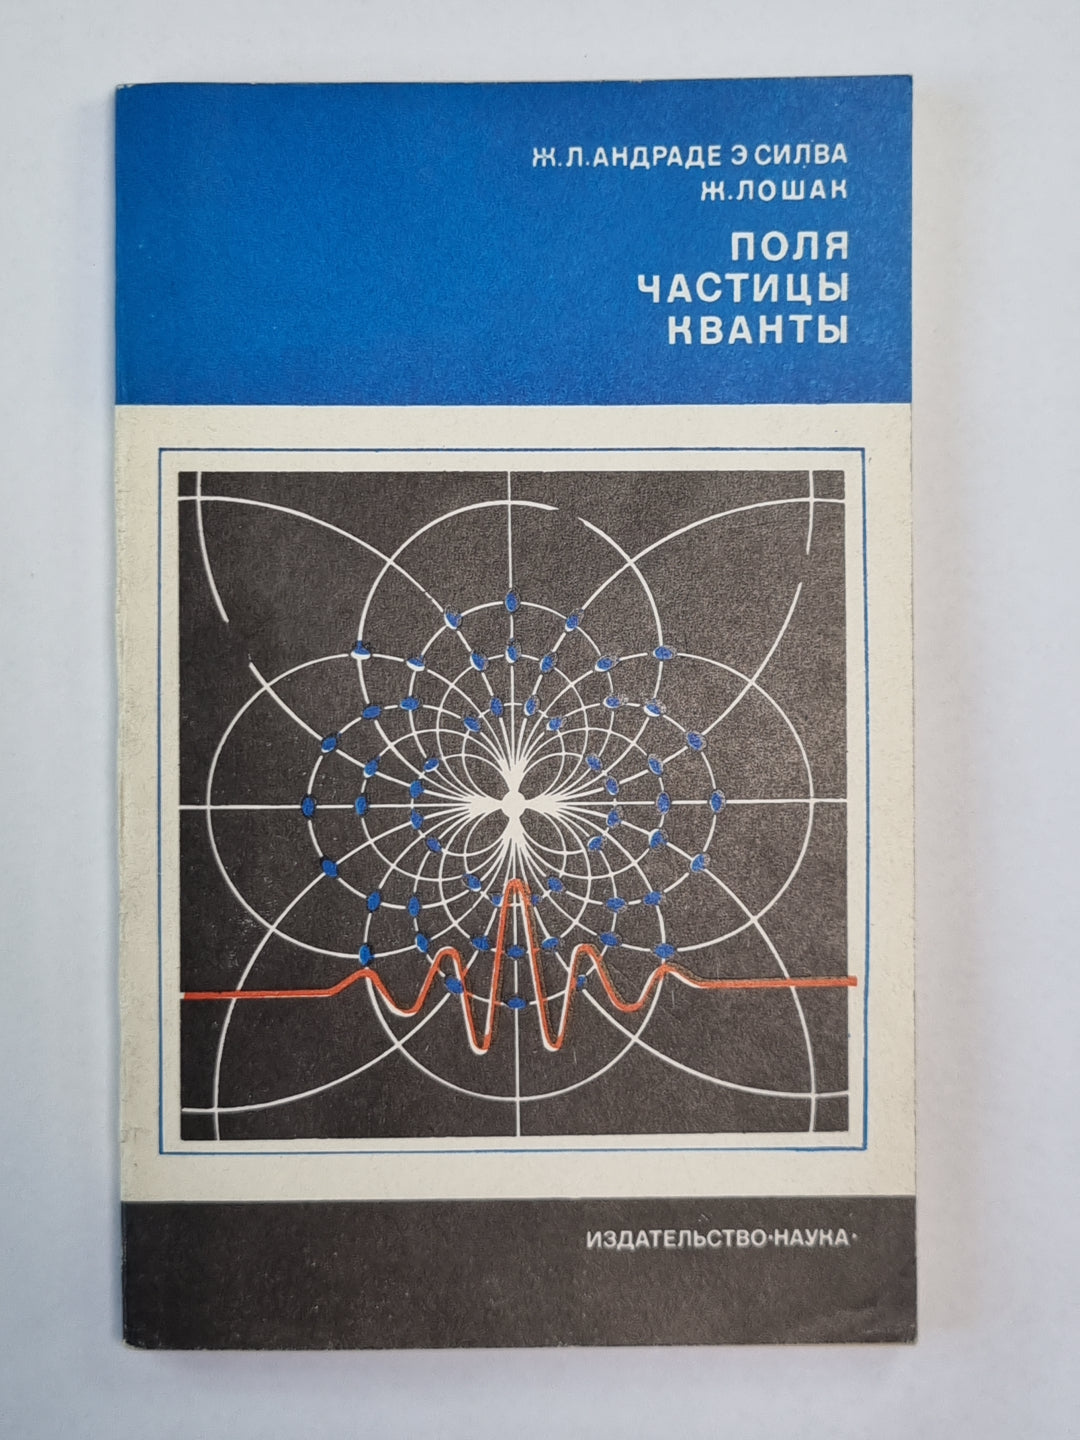 Ж.Л.АНДРАДЕ Э СИЛВА
Ж.ЛОШАК
ПОЛЯ
ЧАСТИЦЫ
КВАНТЫ
ИЗДАТЕЛЬСТВО·НАУКА·